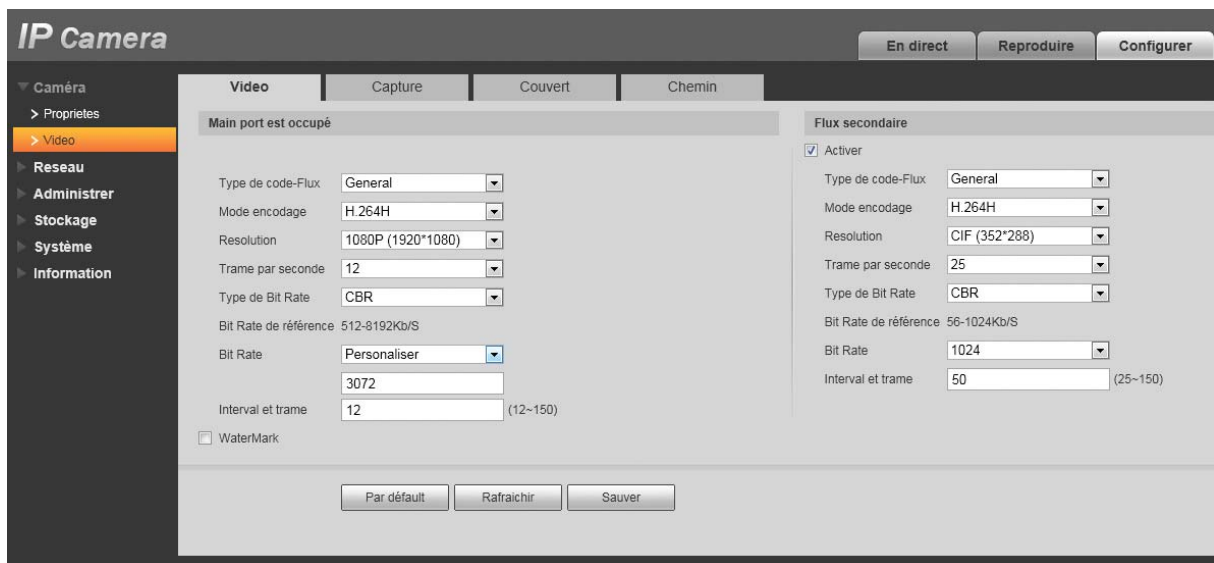 IP Camera
En direct
Reproduire
Configurer
Caméra
> Proprietes
> Video
Reseau
Administrer
Stockage
Système
Information
Video
Capture
Couvert
Chemin
Main port est occupé
Type de code-Flux General
Mode encodage H.264H
Resolution 1080P (1920*1080)
Trame par seconde 12
Type de Bit Rate CBR
Bit Rate de référence 512-8192Kb/S
Bit Rate Personaliser
3072
Interval et trame 12 (12~150)
WaterMark
Flux secondaire
Activer
Type de code-Flux General
Mode encodage H.264H
Resolution CIF (352*288)
Trame par seconde 25
Type de Bit Rate CBR
Bit Rate de référence 56-1024Kb/S
Bit Rate 1024
Interval et trame 50 (25~150)
Par défault
Rafraichir
Sauver